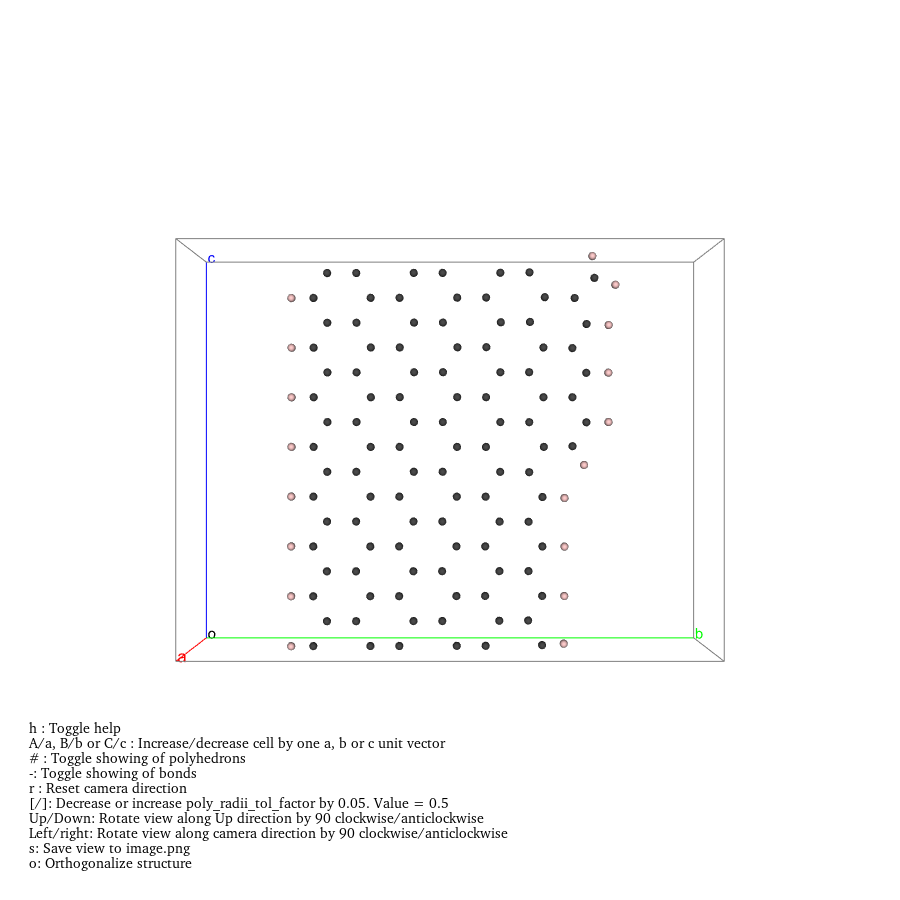 c
o
b
a
h : Toggle help
A/a, B/b or C/c : Increase/decrease cell by one a, b or c unit vector
# : Toggle showing of polyhedrons
-: Toggle showing of bonds
r : Reset camera direction
[/]: Decrease or increase poly_radii_tol_factor by 0.05. Value = 0.5
Up/Down: Rotate view along Up direction by 90 clockwise/anticlockwise
Left/right: Rotate view along camera direction by 90 clockwise/anticlockwise
s: Save view to image.png
o: Orthogonalize structure